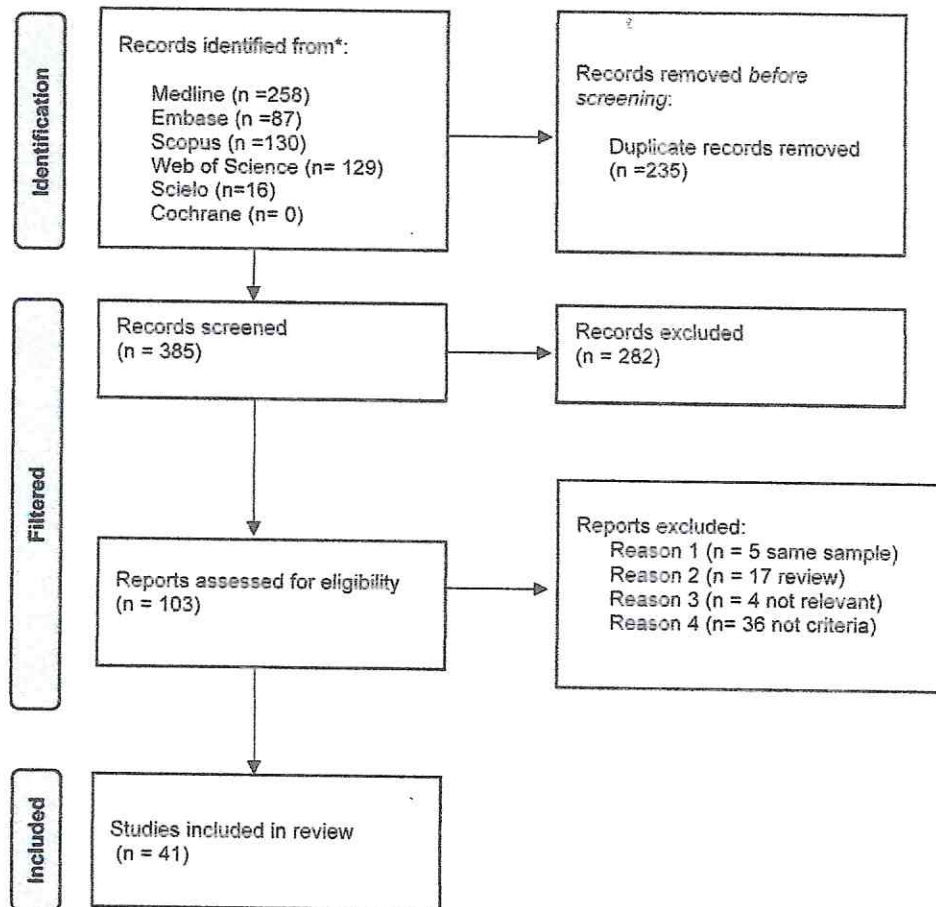 Identification
Records identified from*:
Medline (n =258)
Embase (n =87)
Scopus (n =130)
Web of Science (n= 129)
Scielo (n=16)
Cochrane (n= 0)
Records removed before
screening:
Duplicate records removed
(n =235)
Filtered
Records screened
(n = 385)
Records excluded
(n = 282)
Reports assessed for eligibility
(n = 103)
Reports excluded:
Reason 1 (n = 5 same sample)
Reason 2 (n = 17 review)
Reason 3 (n = 4 not relevant)
Reason 4 (n= 36 not criteria)
Included
Studies included in review
(n = 41)